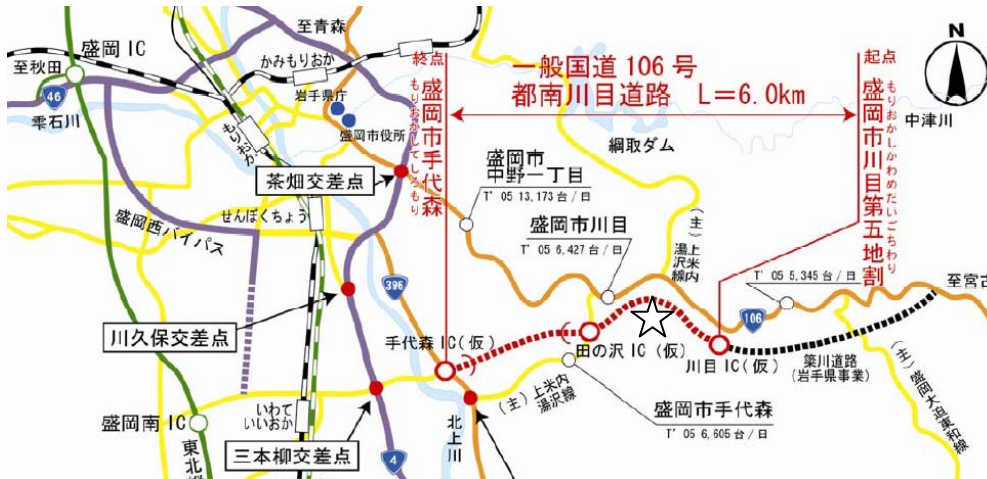 至青森
盛岡 IC
至秋田
46
雫石川
かみもりおか
岩手県庁
盛岡市役所
もりおか
茶畑交差点
せんぼくちょう
盛岡西バイパス
終点
盛岡市手代森
もりおかしてしろもり
一般国道 106 号
都南川目道路 L=6.0km
起点
盛岡市川目第五地割
もりおかしかわめだいごちわり
N
中津川
綱取ダム
盛岡市
中野一丁目
T' 05 13,173 台/日
盛岡市川目
T' 05 6,427 台/日
(主)上米内
湯沢線
T' 05 5,345 台/日
至宮古
106
396
川久保交差点
手代森 IC(仮)
田の沢 IC (仮)
川目 IC(仮)
簗川道路
(岩手県事業)
(主)盛岡大迫東和線
(主)上米内
湯沢線
盛岡市手代森
T' 05 6,605 台/日
盛岡南 IC
いわて
いいおか
三本柳交差点
北上川
4
東北